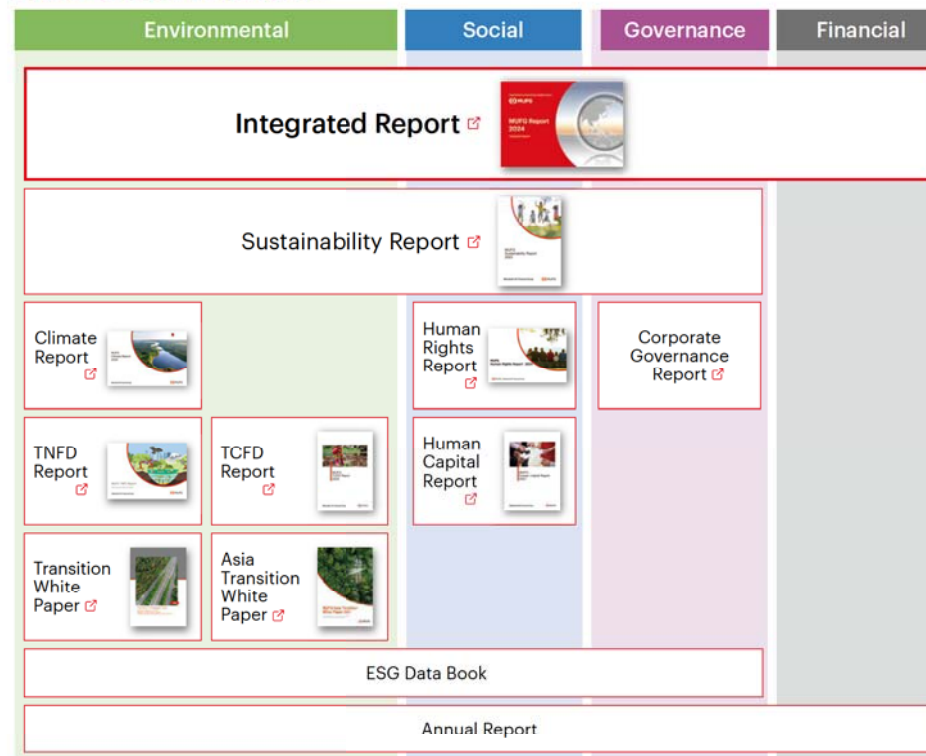 Environmental
Social
Governance
Financial
Integrated Report
MUFG
MUFG Report
2024
Sustainability Report
Climate
Report
Human
Rights
Report
Corporate
Governance
Report
TNFD
Report
TCFD
Report
Human
Capital
Report
Transition
White
Paper
Asia
Transition
White
Paper
ESG Data Book
Annual Report